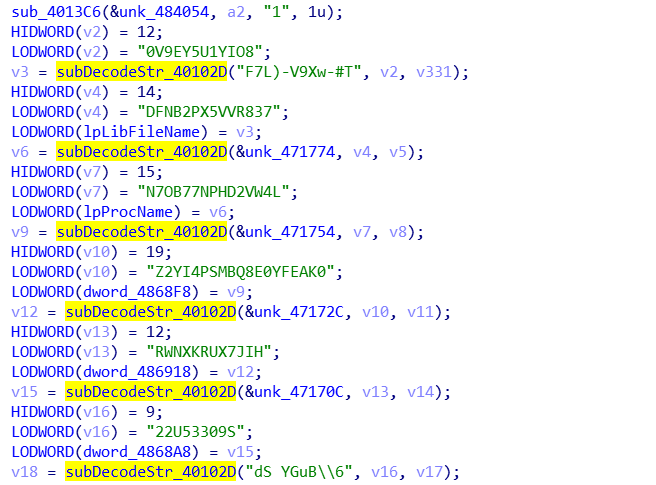 sub_4013C6(&unk_484054, a2, "1", 1u);
HIDWORD(v2) = 12;
LODWORD(v2) = "0V9EY5U1YIO8";
v3 = subDecodeStr_40102D("F7L)-V9Xw-#T", v2, v331);
HIDWORD(v4) = 14;
LODWORD(v4) = "DFNB2PX5VVR837";
LODWORD(lpLibFileName) = v3;
v6 = subDecodeStr_40102D(&unk_471774, v4, v5);
HIDWORD(v7) = 15;
LODWORD(v7) = "N7OB77NPHD2VW4L";
LODWORD(lpProcName) = v6;
v9 = subDecodeStr_40102D(&unk_471754, v7, v8);
HIDWORD(v10) = 19;
LODWORD(v10) = "Z2YI4PSMBQ8E0YFEAK0";
LODWORD(dword_4868F8) = v9;
v12 = subDecodeStr_40102D(&unk_47172C, v10, v11);
HIDWORD(v13) = 12;
LODWORD(v13) = "RWNXKRUX7JIH";
LODWORD(dword_486918) = v12;
v15 = subDecodeStr_40102D(&unk_47170C, v13, v14);
HIDWORD(v16) = 9;
LODWORD(v16) = "22U53309S";
LODWORD(dword_4868A8) = v15;
v18 = subDecodeStr_40102D("dS YGuB\\6", v16, v17);